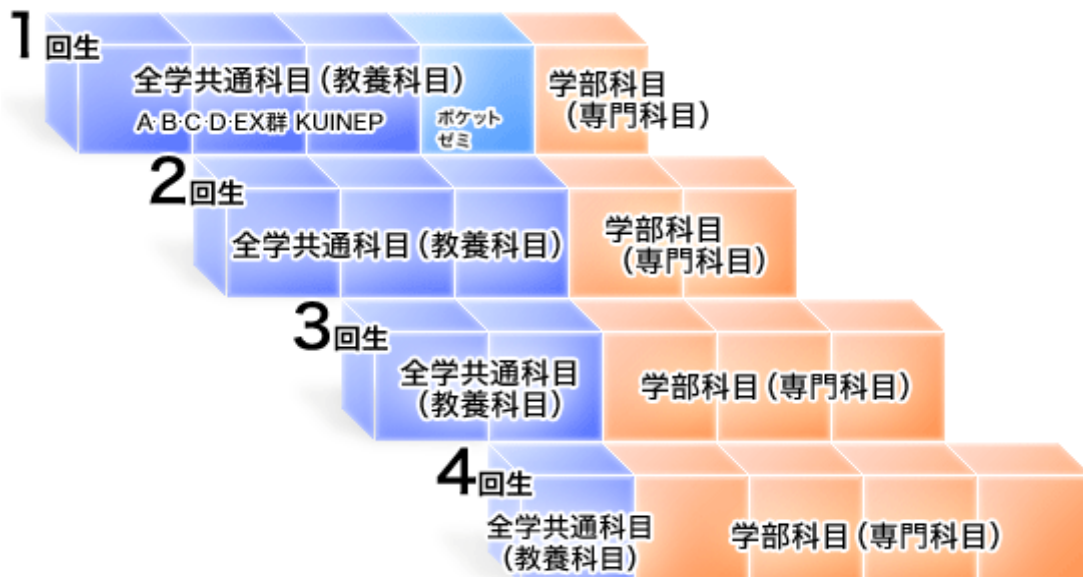 1回生
全学共通科目(教養科目)
A・B・C・D・EX群 KUINEP
ポケット
ゼミ
学部科目
(専門科目)
2回生
全学共通科目(教養科目)
学部科目
(専門科目)
3回生
全学共通科目
(教養科目)
学部科目(専門科目)
4回生
全学共通科目
(教養科目)
学部科目(専門科目)